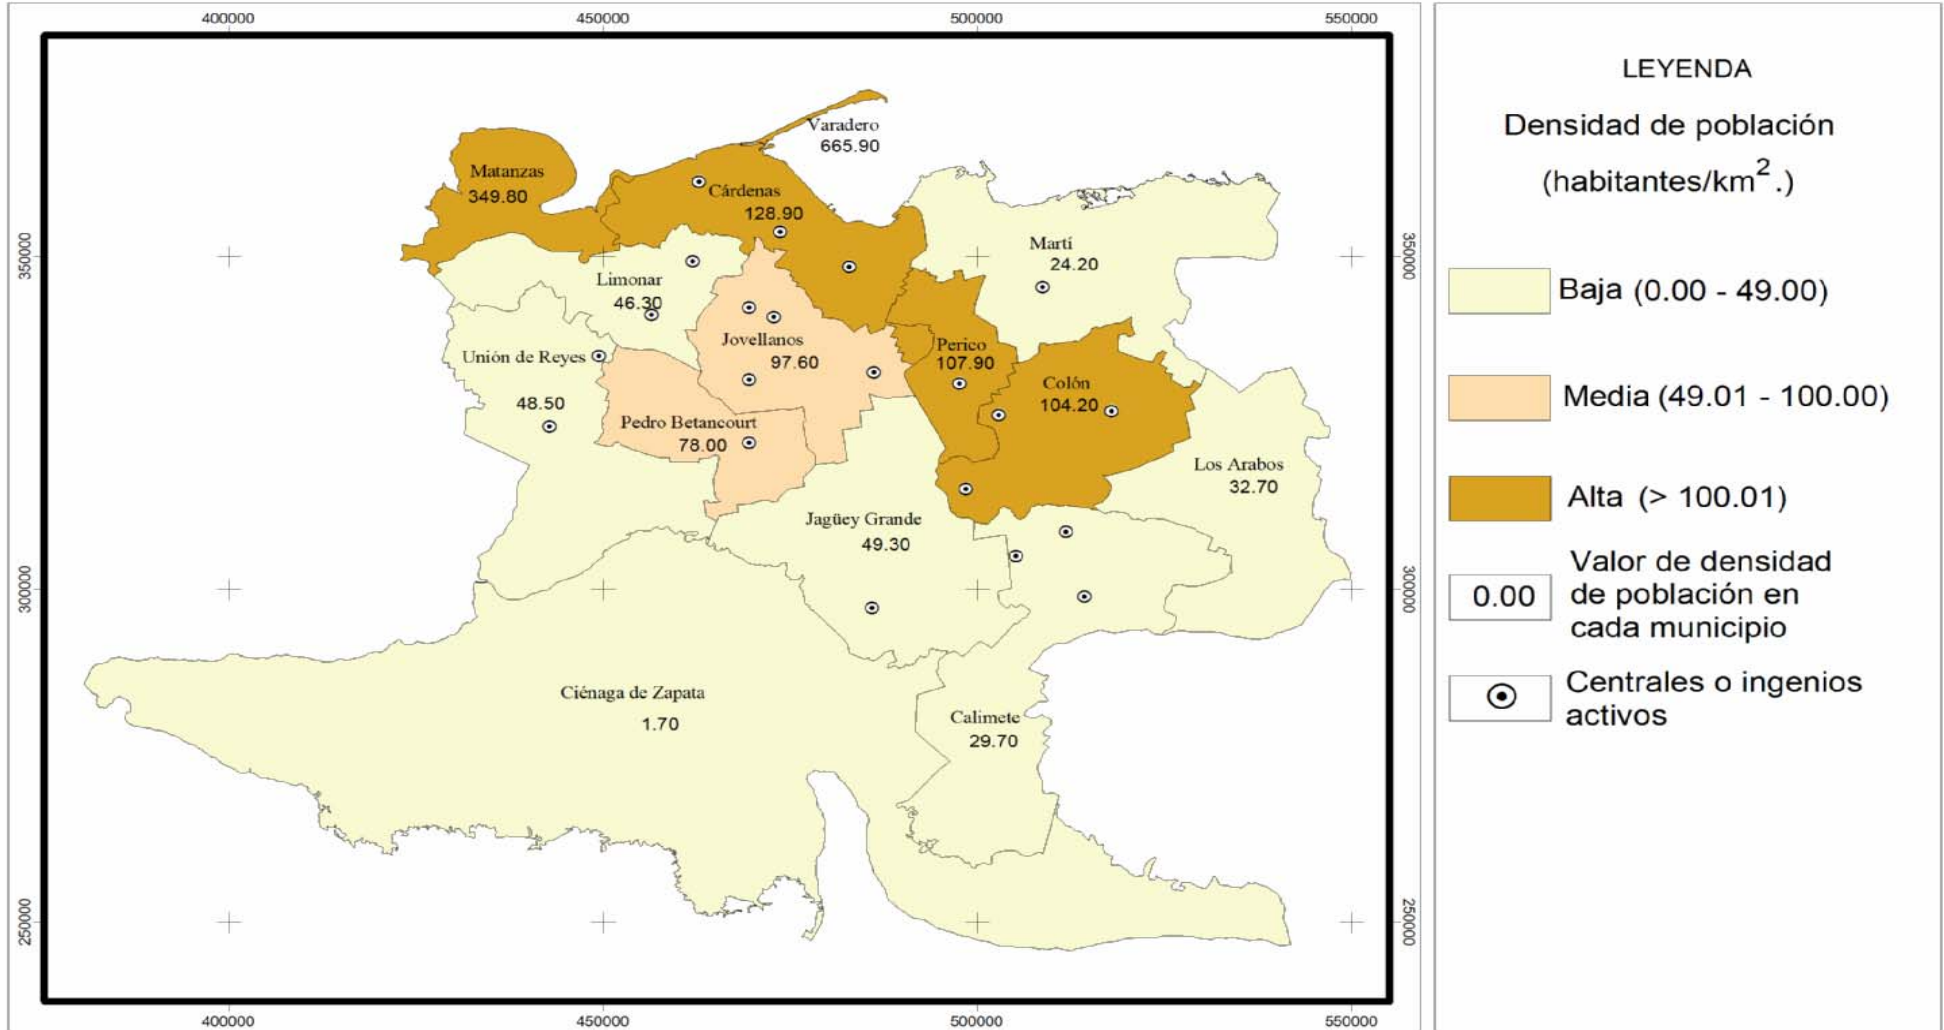 400000
450000
500000
550000
Varadero
665.90
Matanzas
349.80
Cárdenas
128.90
Martí
24.20
350000
350000
Limonar
46.30
Jovellanos
97.60
Perico
107.90
Unión de Reyes
48.50
Colón
104.20
Pedro Betancourt
78.00
Los Arabos
32.70
Jagüey Grande
49.30
300000
300000
Ciénaga de Zapata
1.70
Calimete
29.70
250000
250000
400000
450000
500000
550000
LEYENDA
Densidad de población
(habitantes/km².)
Baja (0.00 - 49.00)
Media (49.01 - 100.00)
Alta (> 100.01)
0.00
Valor de densidad
de población en
cada municipio
Centrales o ingenios
activos